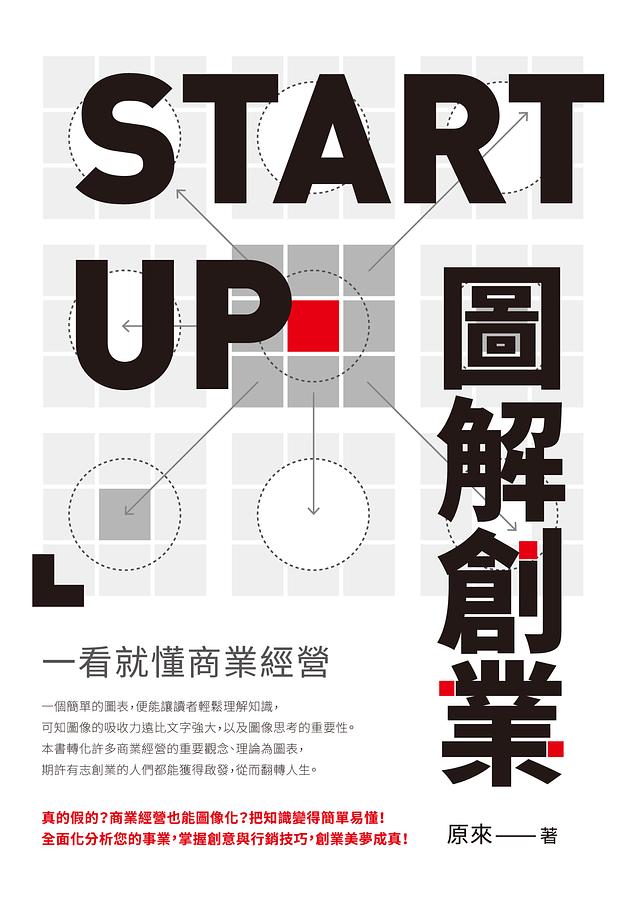 START
UP
圖解創業
一看就懂商業經營
一個簡單的圖表，便能讓讀者輕鬆理解知識，
可知圖像的吸收力遠比文字強大，以及圖像思考的重要性。
本書轉化許多商業經營的重要觀念、理論為圖表，
期許有志創業的人們都能獲得啟發，從而翻轉人生。
真的假的？商業經營也能圖像化？把知識變得簡單易懂！
全面化分析您的事業，掌握創意與行銷技巧，創業美夢成真！
原來——著